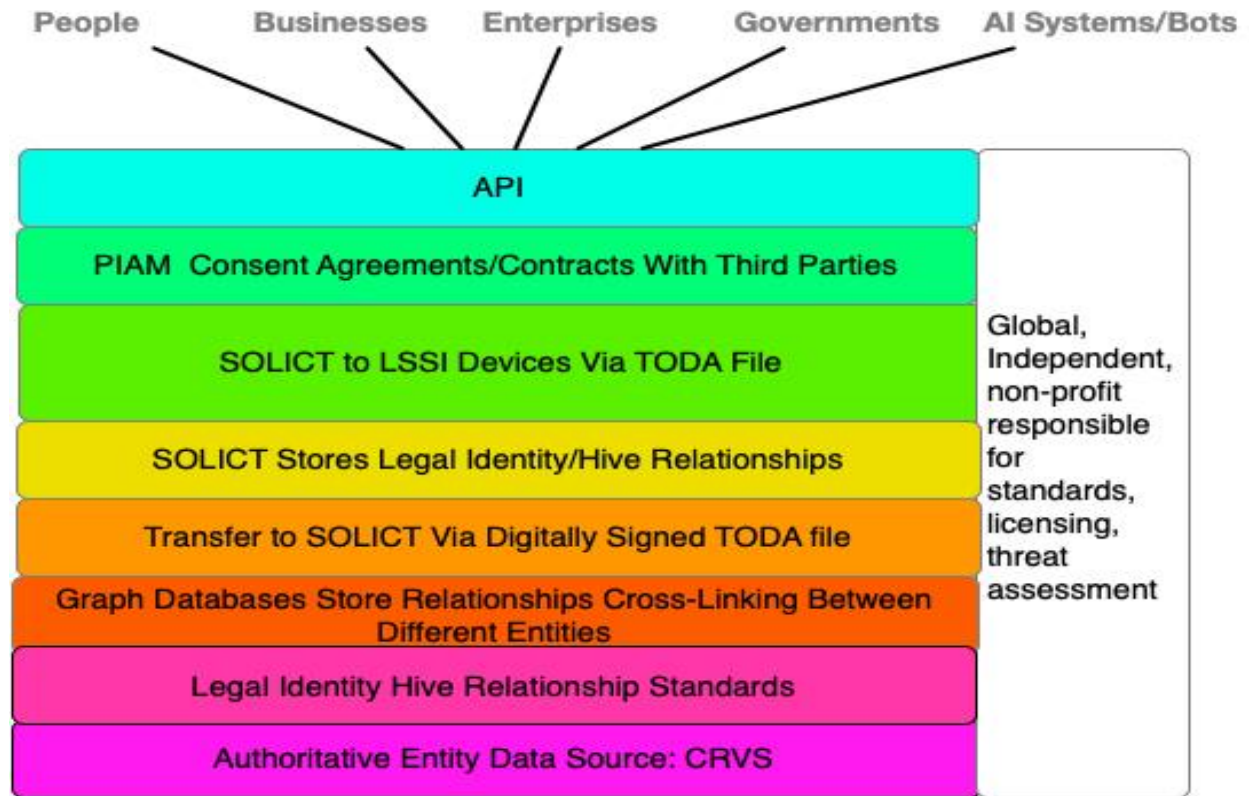 People Businesses Enterprises Governments AI Systems/Bots
API
PIAM Consent Agreements/Contracts With Third Parties
SOLICT to LSSI Devices Via TODA File
SOLICT Stores Legal Identity/Hive Relationships
Transfer to SOLICT Via Digitally Signed TODA file
Graph Databases Store Relationships Cross-Linking Between
Different Entities
Legal Identity Hive Relationship Standards
Authoritative Entity Data Source: CRVS
Global,
Independent,
non-profit
responsible
for
standards,
licensing,
threat
assessment